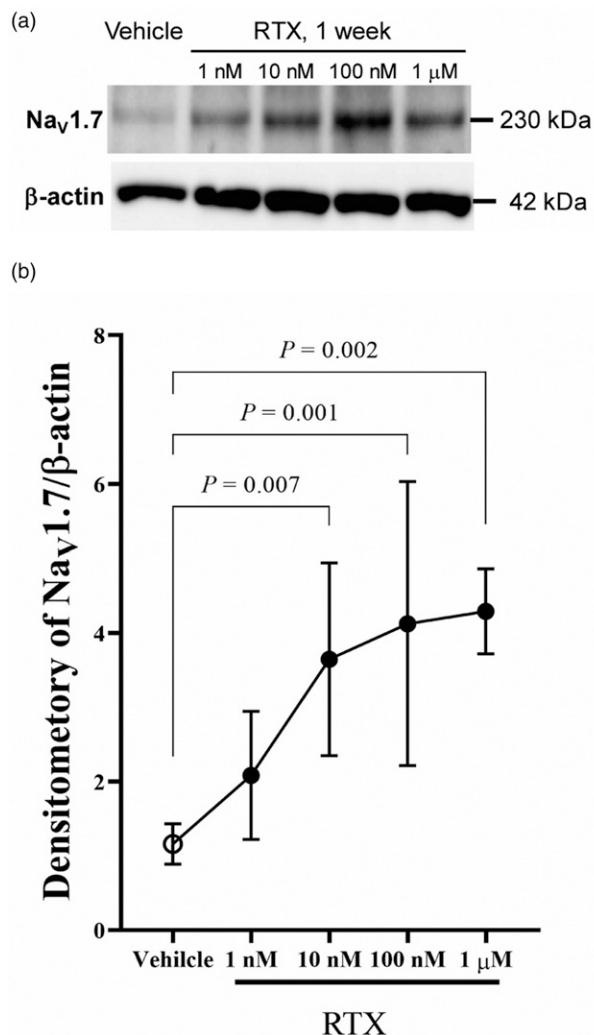 (a)
Vehicle RTX, 1 week
1 nM 10 nM 100 nM 1 μM
NaV1.7 230 kDa
β-actin 42 kDa
(b)
8
P = 0.002
P = 0.001
6
P = 0.007
4
2
0
Densitometory of NaV1.7/β-actin
Vehilcle 1 nM 10 nM 100 nM 1 μM
RTX